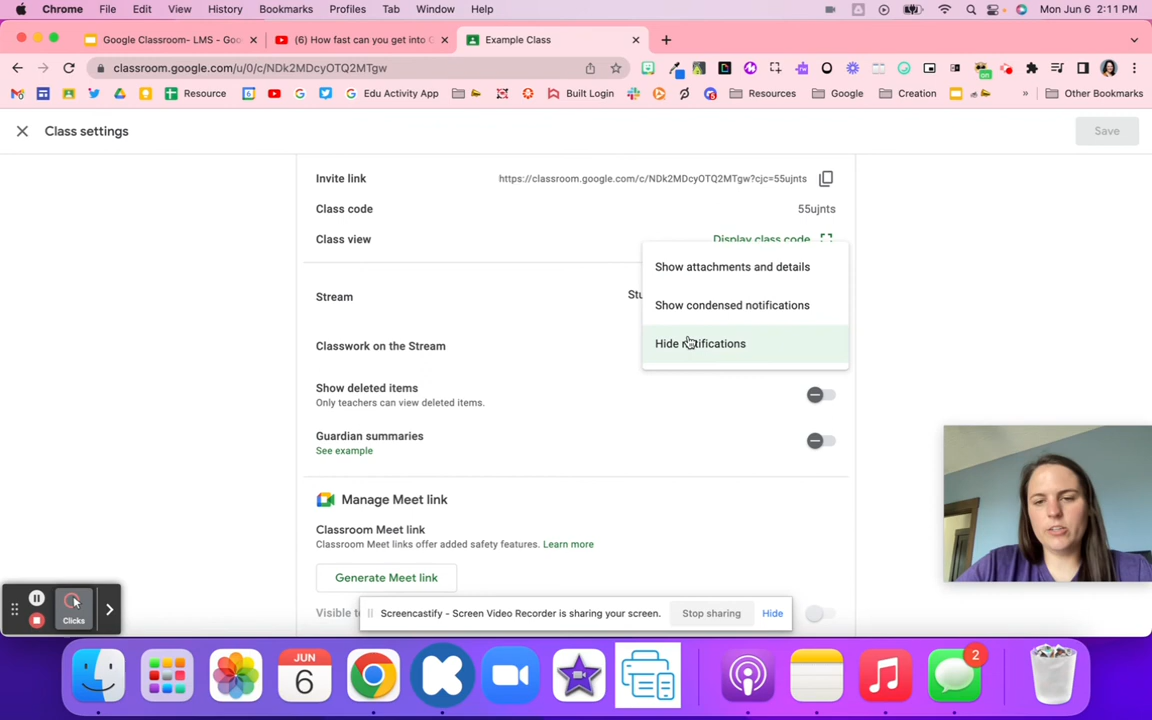 Chrome File Edit View History Bookmarks Profiles Tab Window Help Mon Jun 6 2:11 PM
Google Classroom- LMS - Goo (6) How fast can you get into G Example Class
classroom.google.com/u/0/c/NDk2MDcyOTQ2MTgw
Resource Edu Activity App Built Login Resources Google Creation Other Bookmarks
Class settings Save
Invite link https://classroom.google.com/c/NDk2MDcyOTQ2MTgw?cjc=55ujnts
Class code 55ujnts
Class view Display class code
Show attachments and details
Stream Stu
Show condensed notifications
Hide notifications
Classwork on the Stream
Show deleted items
Only teachers can view deleted items.
Guardian summaries
See example
Manage Meet link
Classroom Meet link
Classroom Meet links offer added safety features. Learn more
Generate Meet link
Visible t
Screencastify - Screen Video Recorder is sharing your screen. Stop sharing Hide
Clicks
JUN
6
2